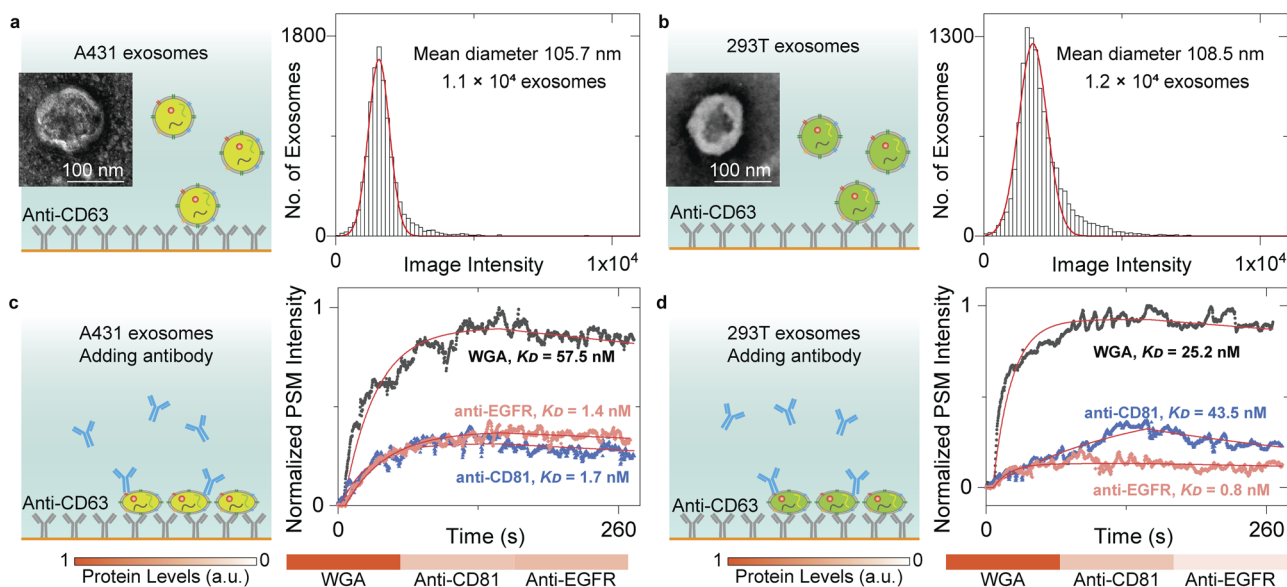 a
A431 exosomes
100 nm
Anti-CD63
No. of Exosomes
1800
0
Mean diameter 105.7 nm
1.1 × 10⁴ exosomes
0
Image Intensity
1x10⁴
b
293T exosomes
100 nm
Anti-CD63
No. of Exosomes
1300
0
Mean diameter 108.5 nm
1.2 × 10⁴ exosomes
0
Image Intensity
1x10⁴
c
A431 exosomes
Adding antibody
Anti-CD63
1
0
Protein Levels (a.u.)
Normalized PSM Intensity
1
0
WGA, KD = 57.5 nM
anti-EGFR, KD = 1.4 nM
anti-CD81, KD = 1.7 nM
0
Time (s)
260
WGA
Anti-CD81
Anti-EGFR
d
293T exosomes
Adding antibody
Anti-CD63
1
0
Protein Levels (a.u.)
Normalized PSM Intensity
1
0
WGA, KD = 25.2 nM
anti-CD81, KD = 43.5 nM
anti-EGFR, KD = 0.8 nM
0
Time (s)
260
WGA
Anti-CD81
Anti-EGFR